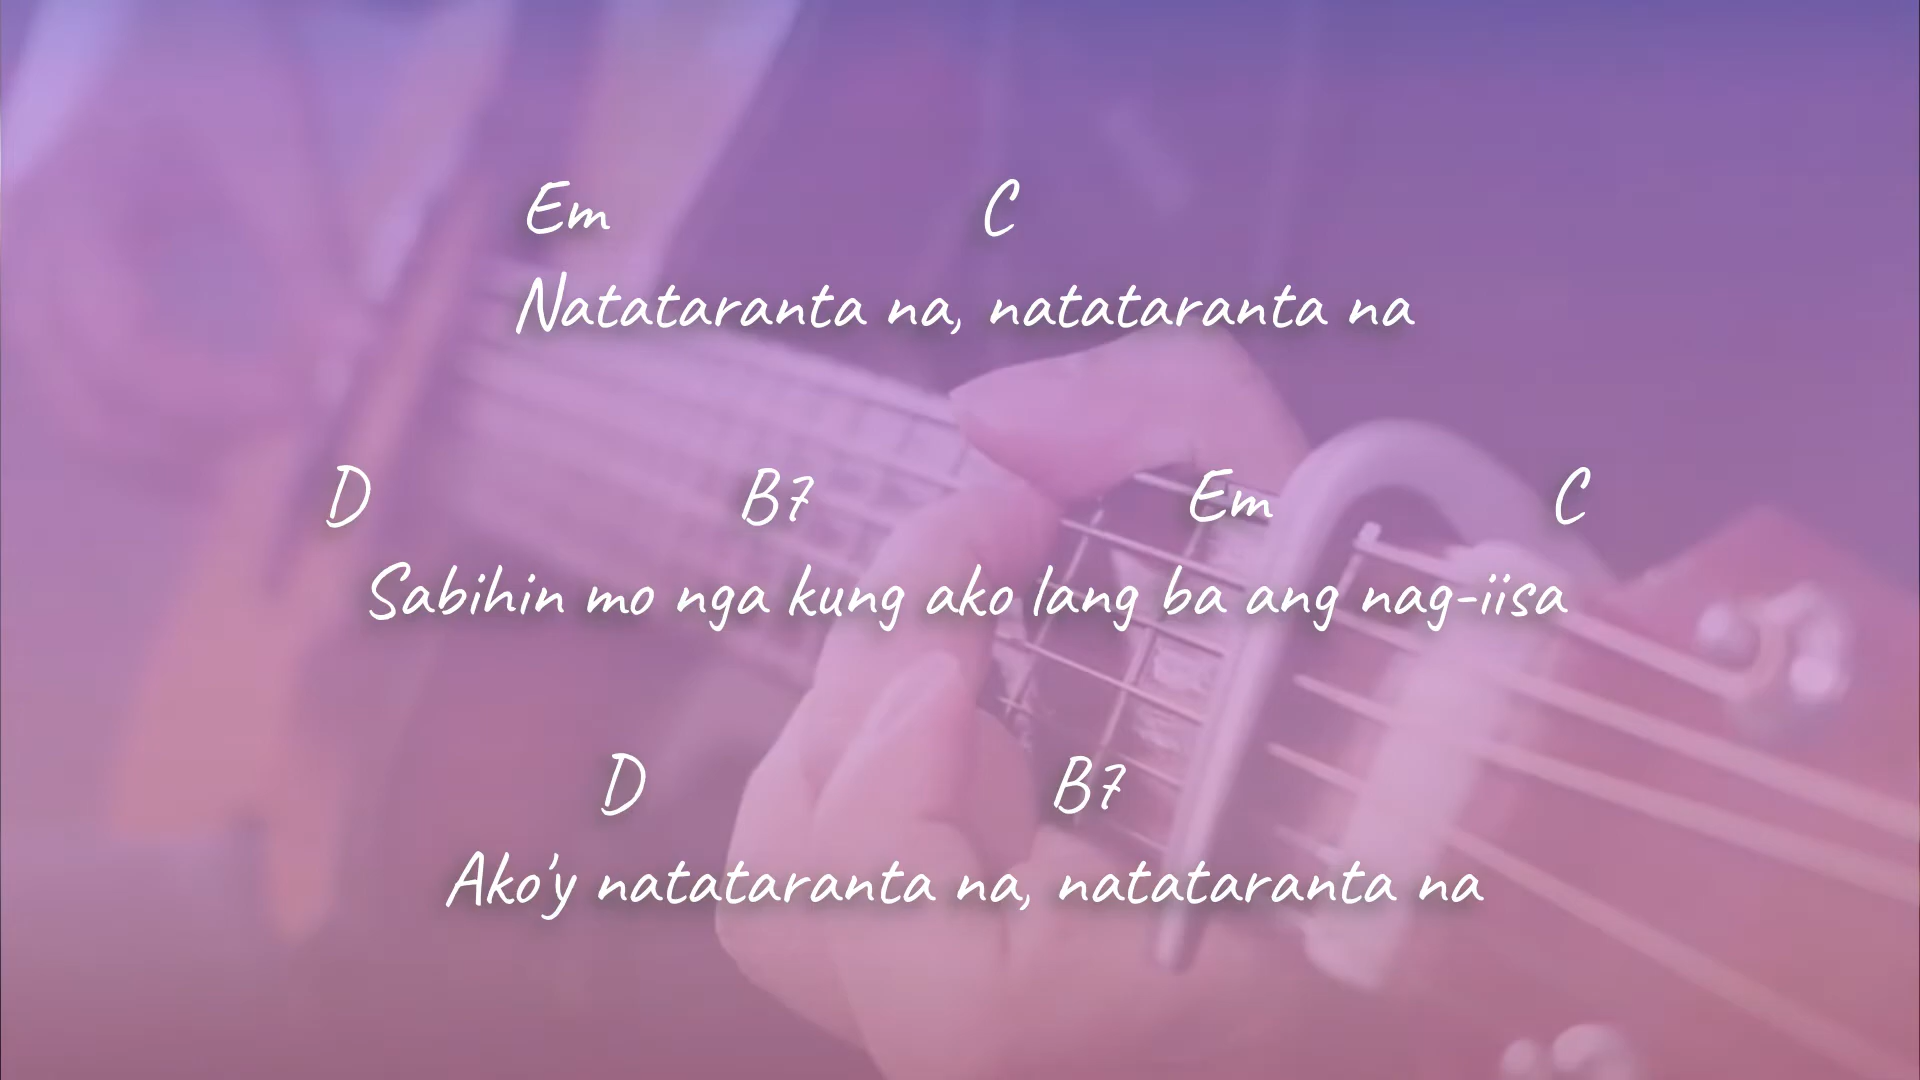 Em C
Natataranta na, natataranta na
D B7 Em C
Sabihin mo nga kung ako lang ba ang nag-iisa
D B7
Ako'y natataranta na, natataranta na